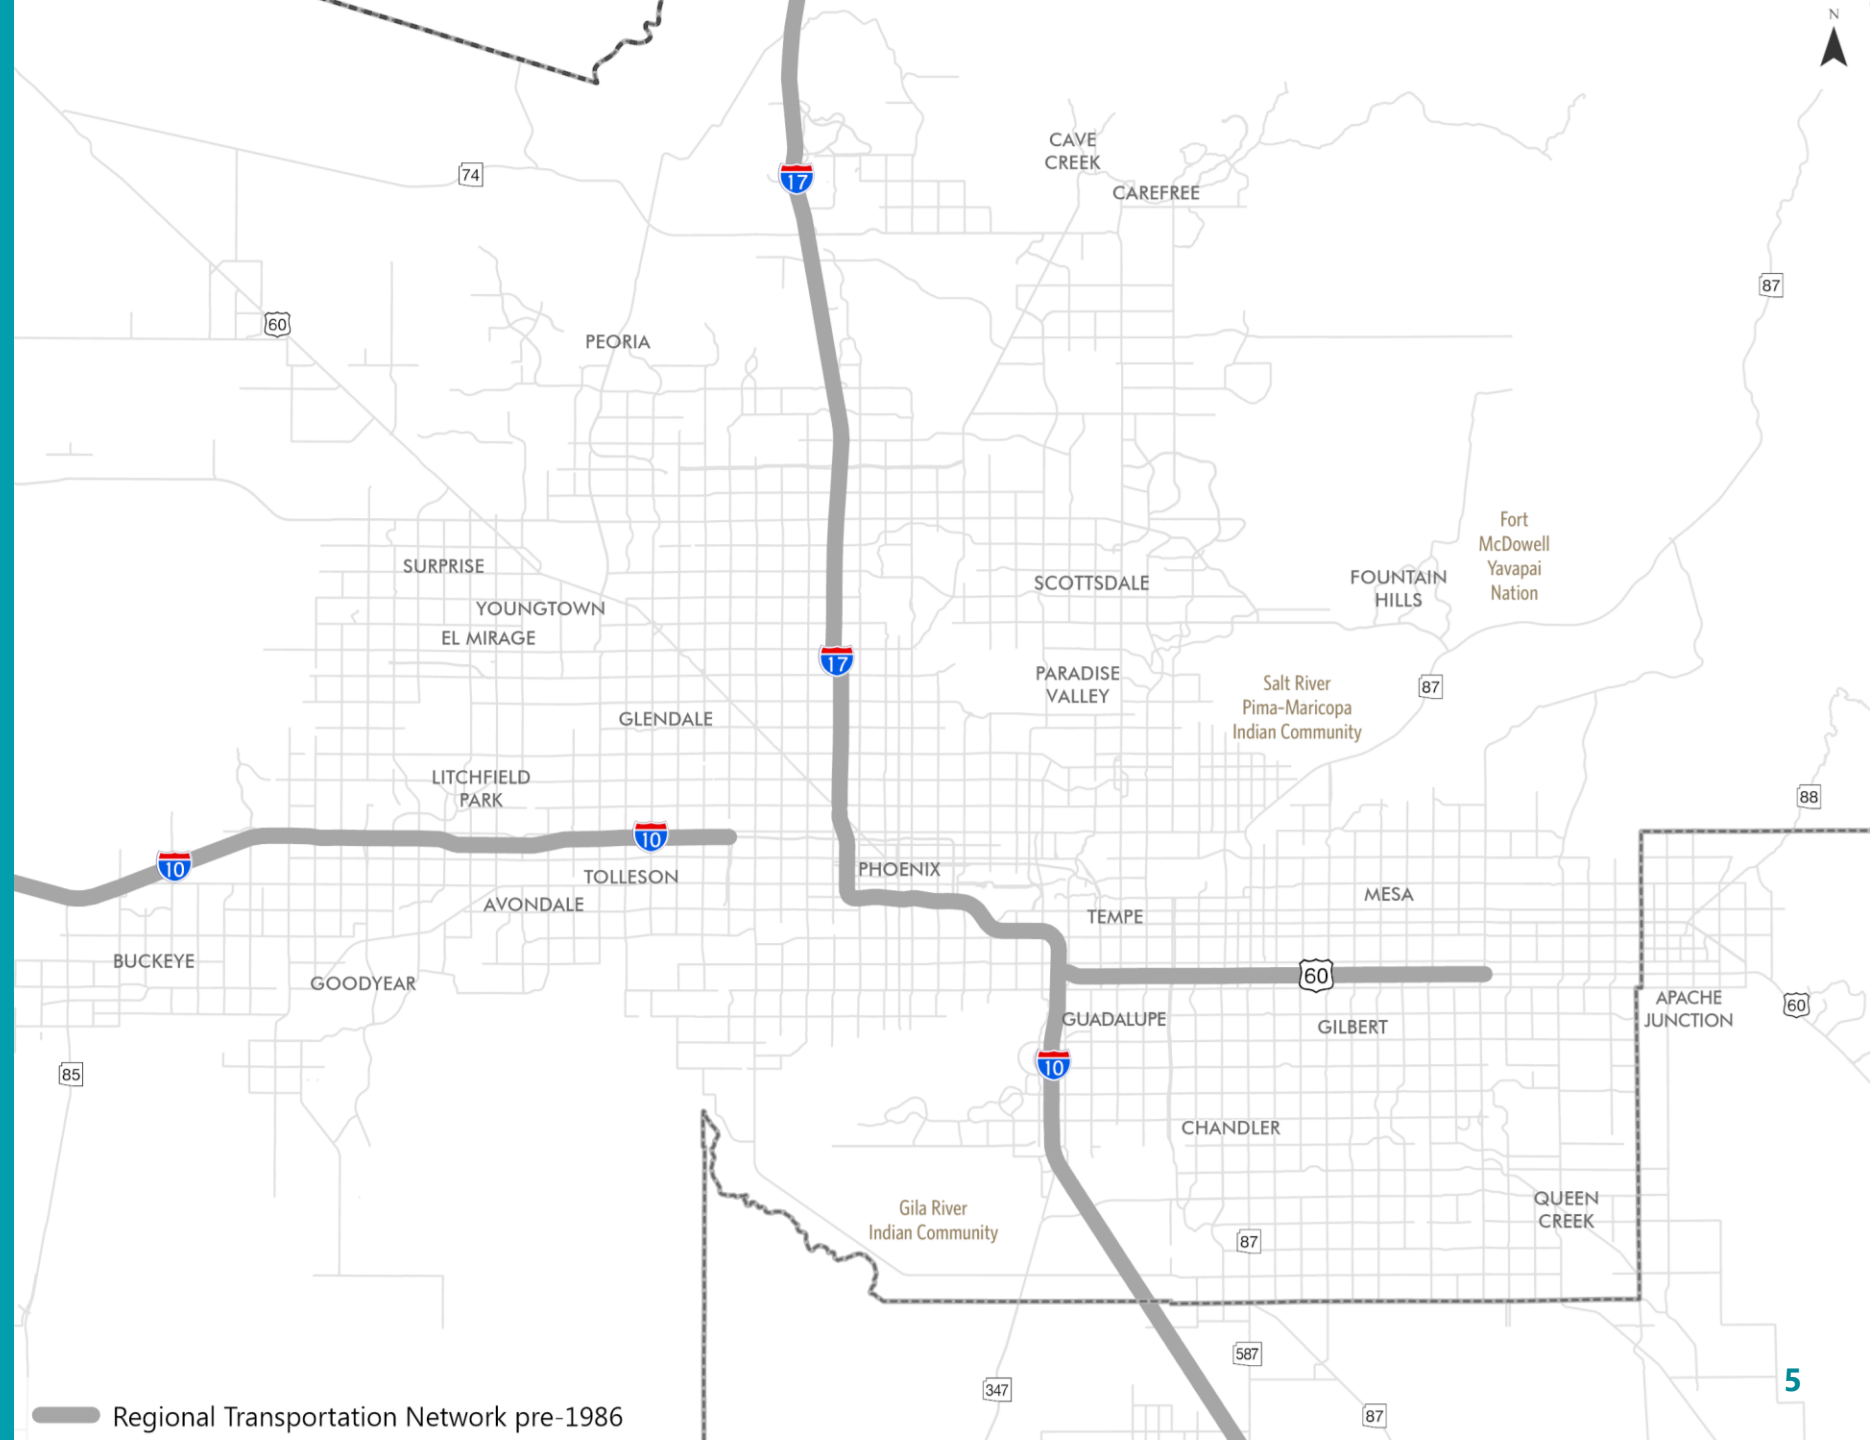 N
CAVE
CREEK
74
17
CAREFREE
87
60
PEORIA
Fort
McDowell
Yavapai
Nation
SURPRISE
SCOTTSDALE
FOUNTAIN
HILLS
YOUNGTOWN
EL MIRAGE
17
PARADISE
VALLEY
Salt River
Pima-Maricopa
Indian Community
87
GLENDALE
LITCHFIELD
PARK
88
10
10
PHOENIX
TOLLESON
MESA
AVONDALE
TEMPE
BUCKEYE
60
GOODYEAR
APACHE
JUNCTION
60
GUADALUPE
GILBERT
10
85
CHANDLER
QUEEN
CREEK
Gila River
Indian Community
87
587
5
347
87
Regional Transportation Network pre-1986